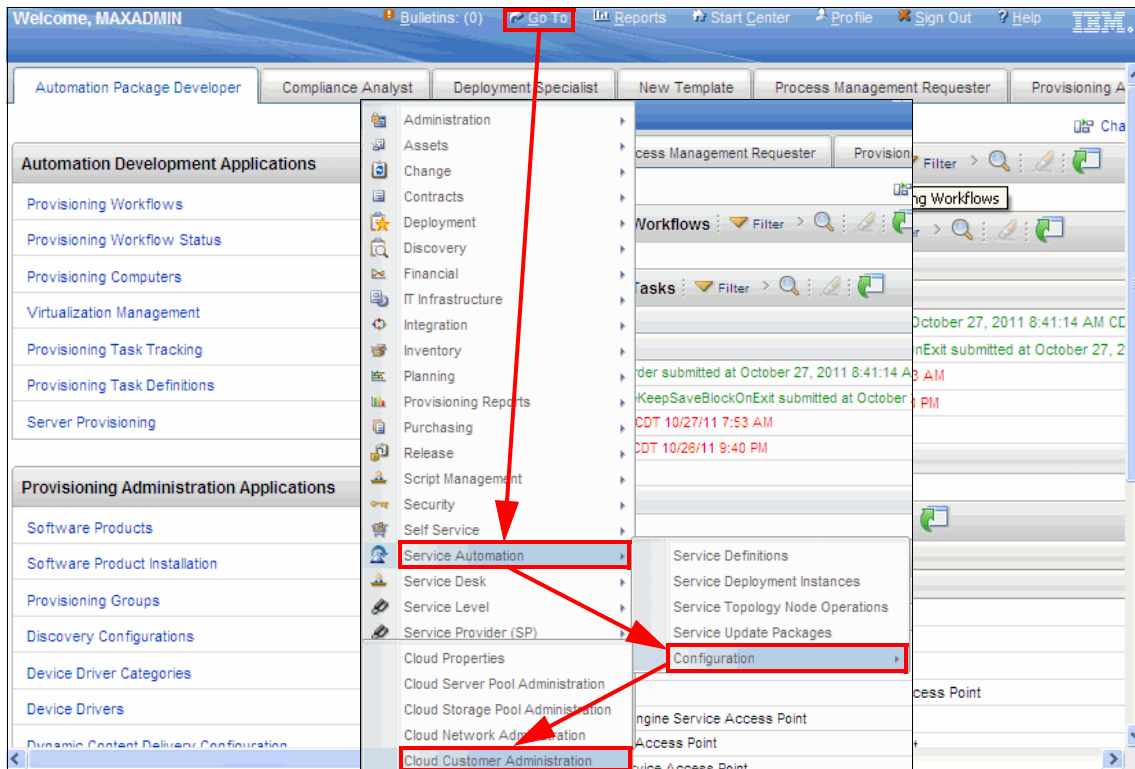 Welcome, MAXADMIN
Bulletins: (0) Go To Reports Start Center Profile Sign Out ? Help IBM.
Automation Package Developer Compliance Analyst Deployment Specialist New Template Process Management Requester Provisioning A
Cha
Automation Development Applications
Provisioning Workflows
Provisioning Workflow Status
Provisioning Computers
Virtualization Management
Provisioning Task Tracking
Provisioning Task Definitions
Server Provisioning
Provisioning Administration Applications
Software Products
Software Product Installation
Provisioning Groups
Discovery Configurations
Device Driver Categories
Device Drivers
Dynamic Content Delivery Configuration
Administration
Assets
Change
Contracts
Deployment
Discovery
Financial
IT Infrastructure
Integration
Inventory
Planning
Provisioning Reports
Purchasing
Release
Script Management
Security
Self Service
Service Automation
Service Desk
Service Level
Service Provider (SP)
Service Definitions
Service Deployment Instances
Service Topology Node Operations
Service Update Packages
Configuration
Cloud Properties
Cloud Server Pool Administration
Cloud Storage Pool Administration
Cloud Network Administration
Cloud Customer Administration
cess Management Requester Provision
Workflows Filter
Tasks Filter
rder submitted at October 27, 2011 8:41:14 A
KeepSaveBlockOnExit submitted at October
CDT 10/27/11 7:53 AM
CDT 10/26/11 9:40 PM
ngine Service Access Point
Access Point
rvice Access Point
Filter
ng Workflows
October 27, 2011 8:41:14 AM CD
nExit submitted at October 27, 2
3 AM
PM
cess Point